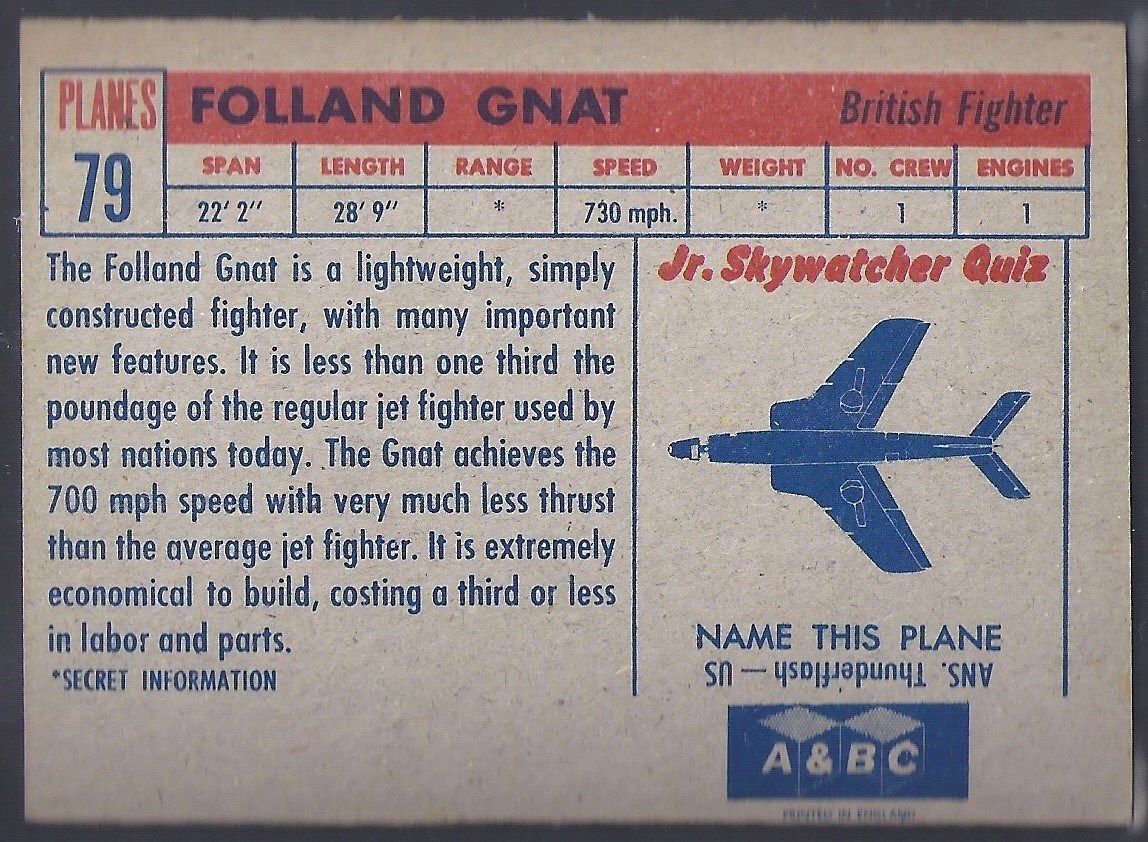 PLANES
79
FOLLAND GNAT British Fighter
SPAN LENGTH RANGE SPEED WEIGHT NO. CREW ENGINES
22' 2" 28' 9" * 730 mph. * 1 1
The Folland Gnat is a lightweight, simply
constructed fighter, with many important
new features. It is less than one third the
poundage of the regular jet fighter used by
most nations today. The Gnat achieves the
700 mph speed with very much less thrust
than the average jet fighter. It is extremely
economical to build, costing a third or less
in labor and parts.
*SECRET INFORMATION
Jr. Skywatcher Quiz
NAME THIS PLANE
ANS. Thunderflash — US
A & B C
PRINTED IN ENGLAND